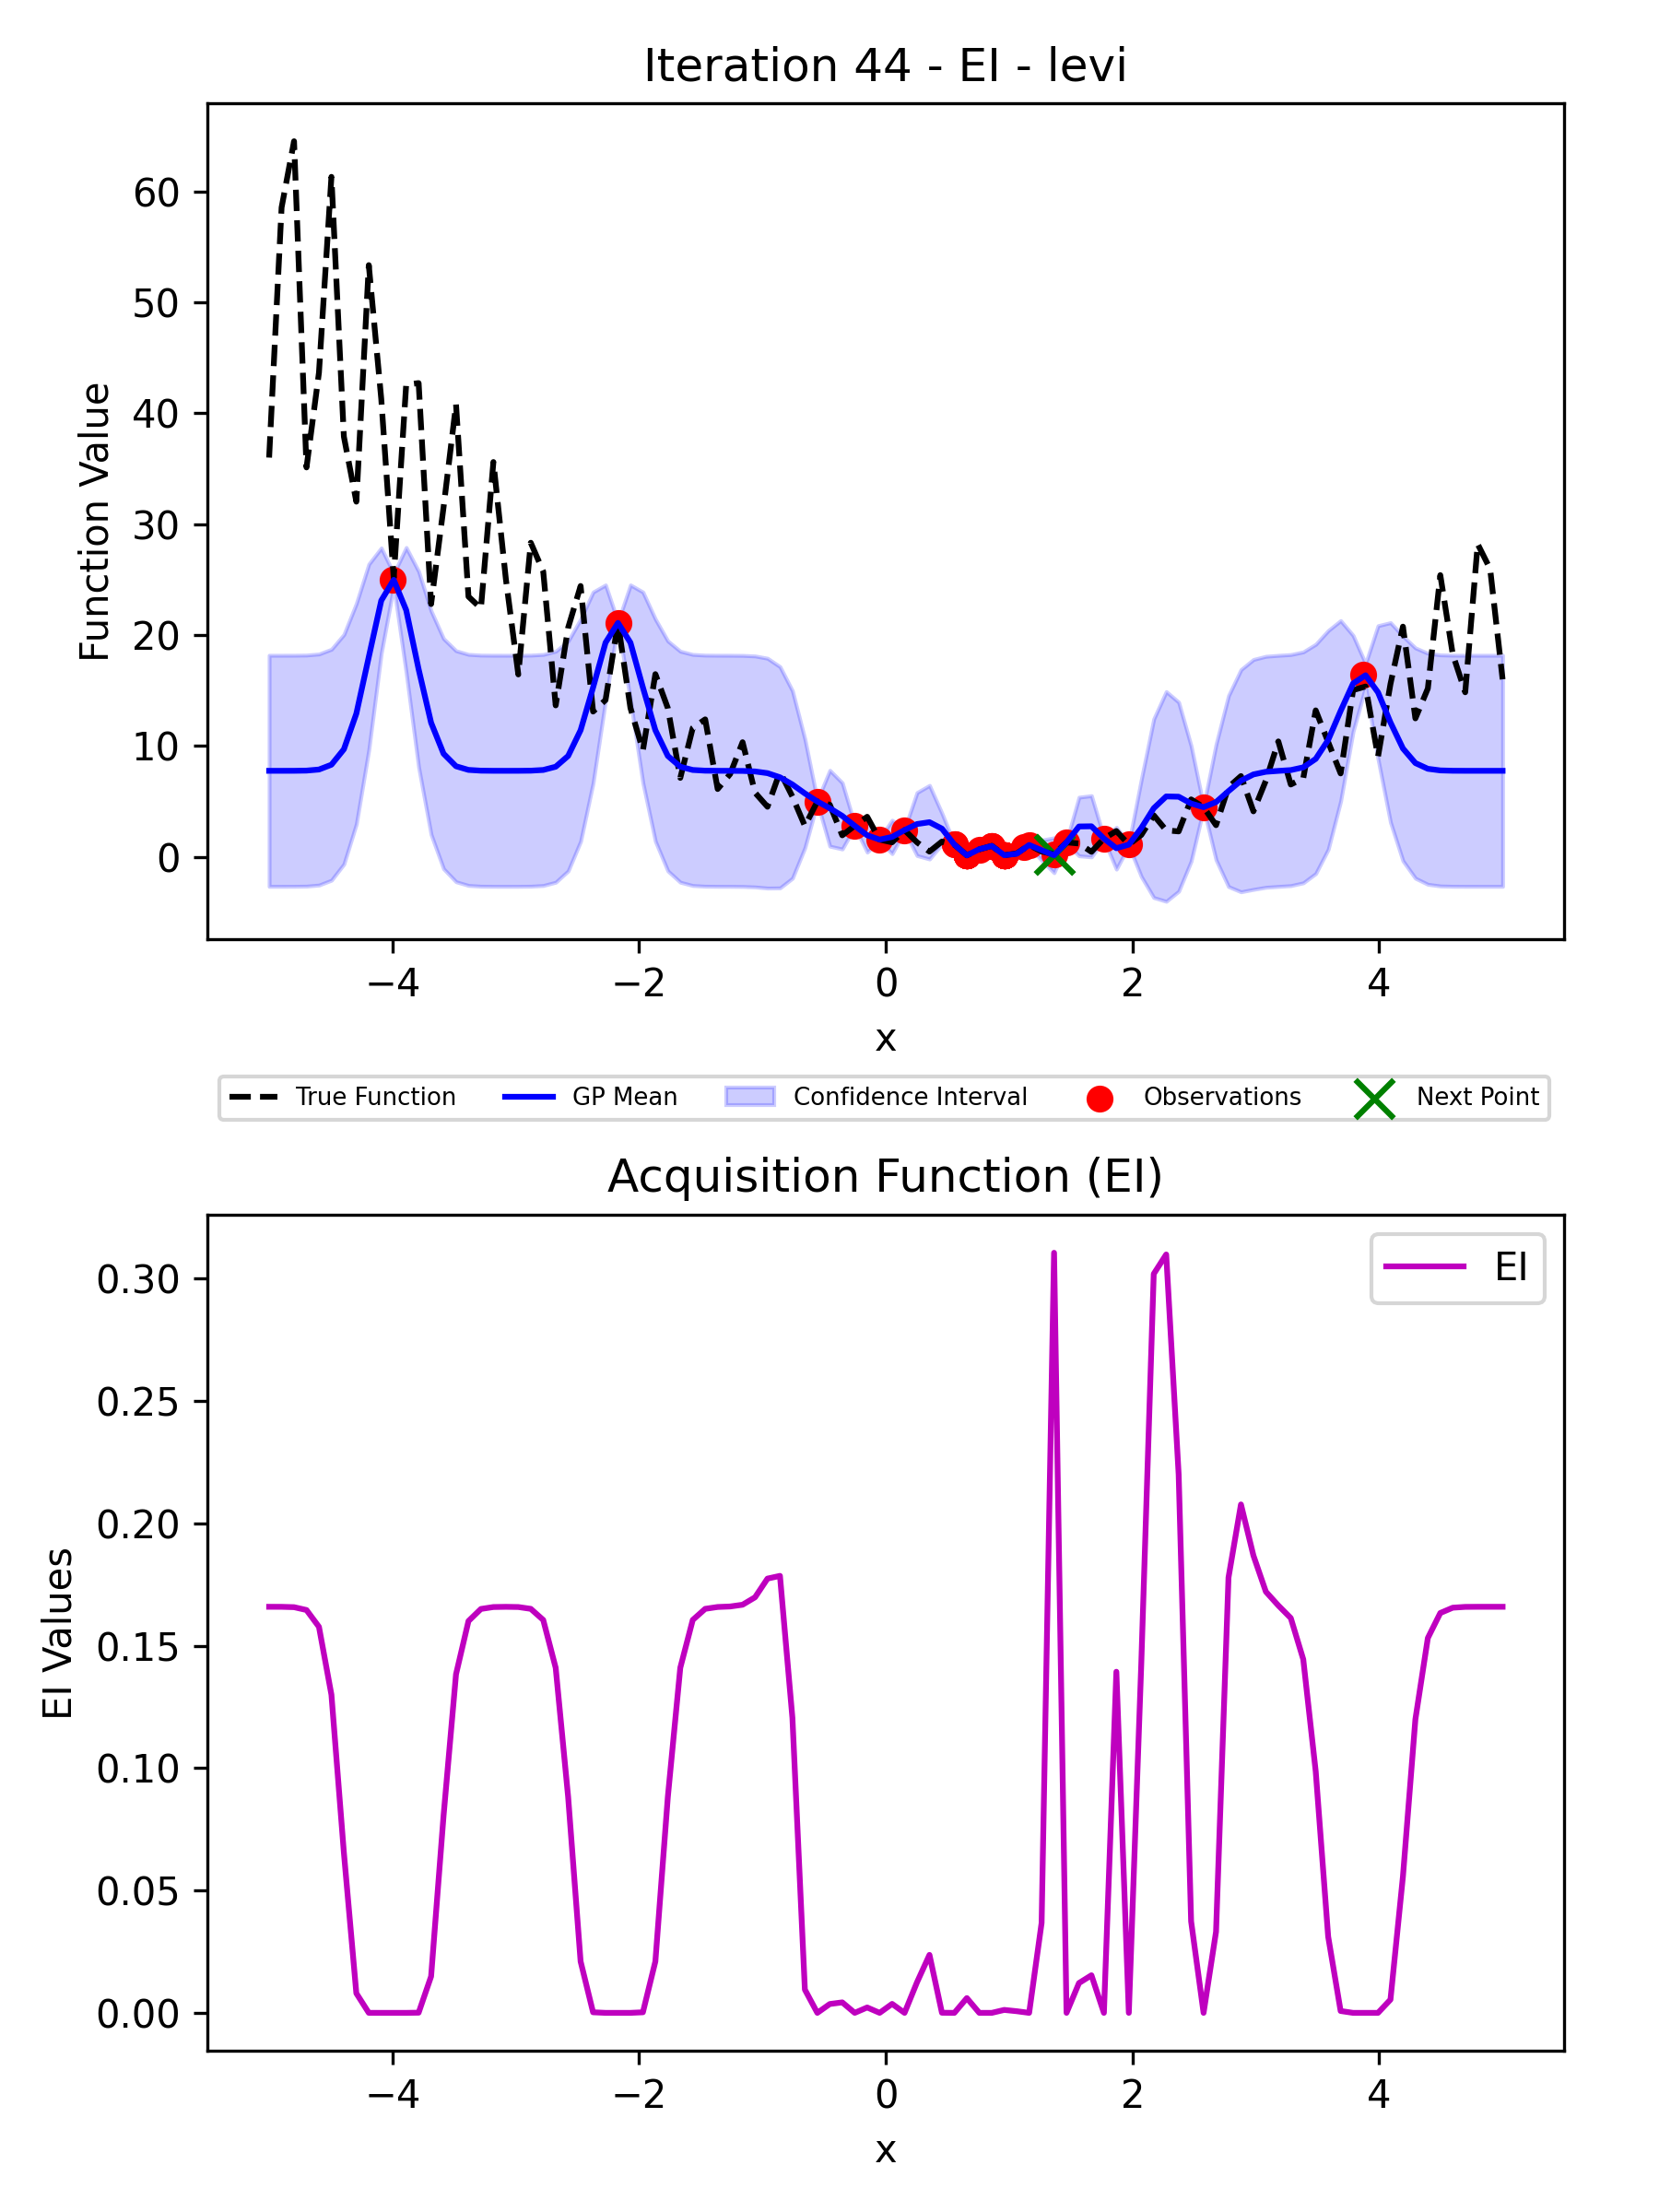 Iteration 44 - EI - levi
Function Value
60
50
40
30
20
10
0
−4 −2 0 2 4
x
True Function GP Mean Confidence Interval Observations Next Point
Acquisition Function (EI)
EI
EI Values
0.30
0.25
0.20
0.15
0.10
0.05
0.00
−4 −2 0 2 4
x